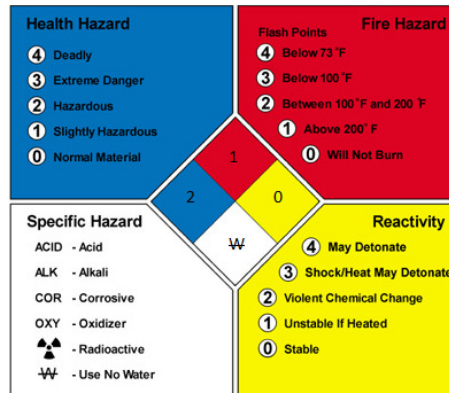 Health Hazard
4 Deadly
3 Extreme Danger
2 Hazardous
1 Slightly Hazardous
0 Normal Material
Fire Hazard
Flash Points
4 Below 73 °F
3 Below 100 °F
2 Between 100°F and 200 °F
1 Above 200° F
0 Will Not Burn
1
2
0
W
Specific Hazard
ACID - Acid
ALK - Alkali
COR - Corrosive
OXY - Oxidizer
- Radioactive
W - Use No Water
Reactivity
4 May Detonate
3 Shock/Heat May Detonate
2 Violent Chemical Change
1 Unstable If Heated
0 Stable